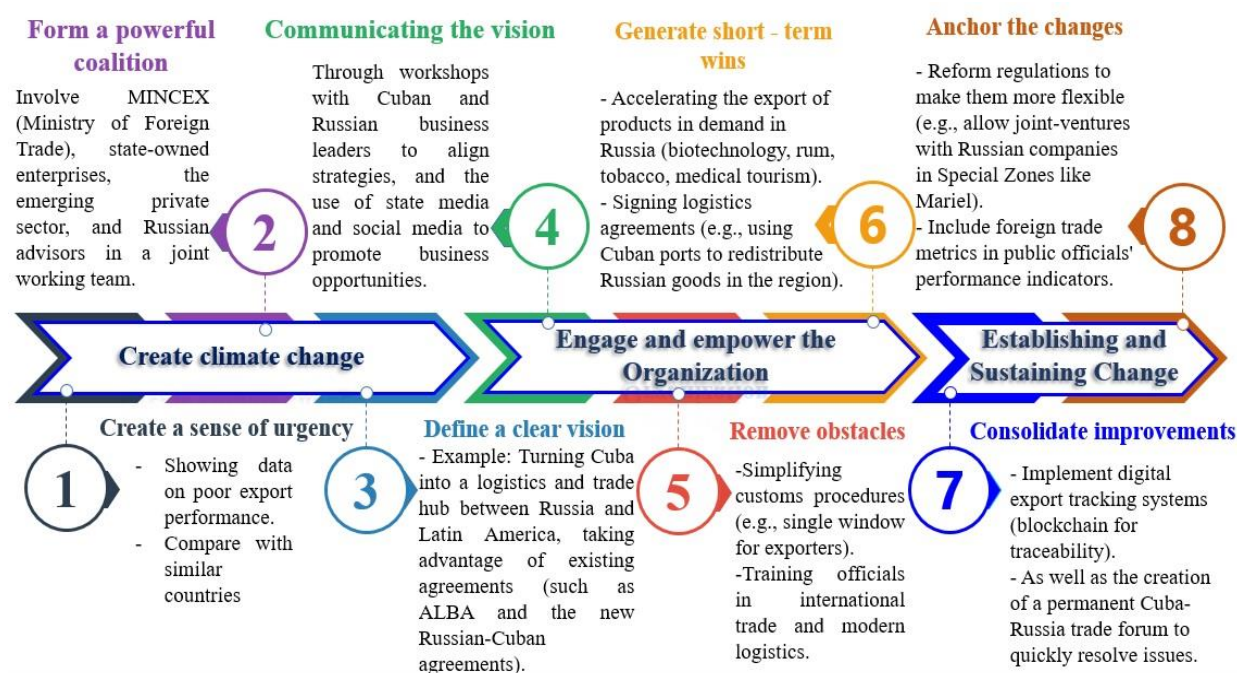 Form a powerful
coalition
Involve MINCEX
(Ministry of Foreign
Trade), state-owned
enterprises, the
emerging private
sector, and Russian
advisors in a joint
working team.
2
Communicating the vision
Through workshops
with Cuban and
Russian business
leaders to align
strategies, and the
use of state media
and social media to
promote business
opportunities.
4
Generate short - term
wins
- Accelerating the export of
products in demand in
Russia (biotechnology, rum,
tobacco, medical tourism).
- Signing logistics
agreements (e.g., using
Cuban ports to redistribute
Russian goods in the region).
6
Anchor the changes
- Reform regulations to
make them more flexible
(e.g., allow joint-ventures
with Russian companies
in Special Zones like
Mariel).
- Include foreign trade
metrics in public officials'
performance indicators.
8
Create climate change
Engage and empower the
Organization
Establishing and
Sustaining Change
1
Create a sense of urgency
- Showing data
on poor export
performance.
- Compare with
similar
countries
3
Define a clear vision
- Example: Turning Cuba
into a logistics and trade
hub between Russia and
Latin America, taking
advantage of existing
agreements (such as
ALBA and the new
Russian-Cuban
agreements).
5
Remove obstacles
-Simplifying
customs procedures
(e.g., single window
for exporters).
-Training officials
in international
trade and modern
logistics.
7
Consolidate improvements
- Implement digital
export tracking systems
(blockchain for
traceability).
- As well as the creation
of a permanent Cuba-
Russia trade forum to
quickly resolve issues.